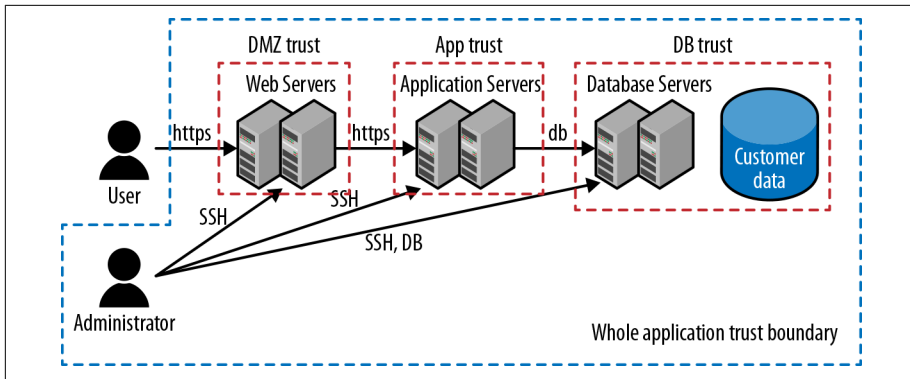 DMZ trust
App trust
DB trust
Web Servers
Application Servers
Database Servers
https
https
db
Customer
data
User
SSH
SSH
SSH, DB
Administrator
Whole application trust boundary